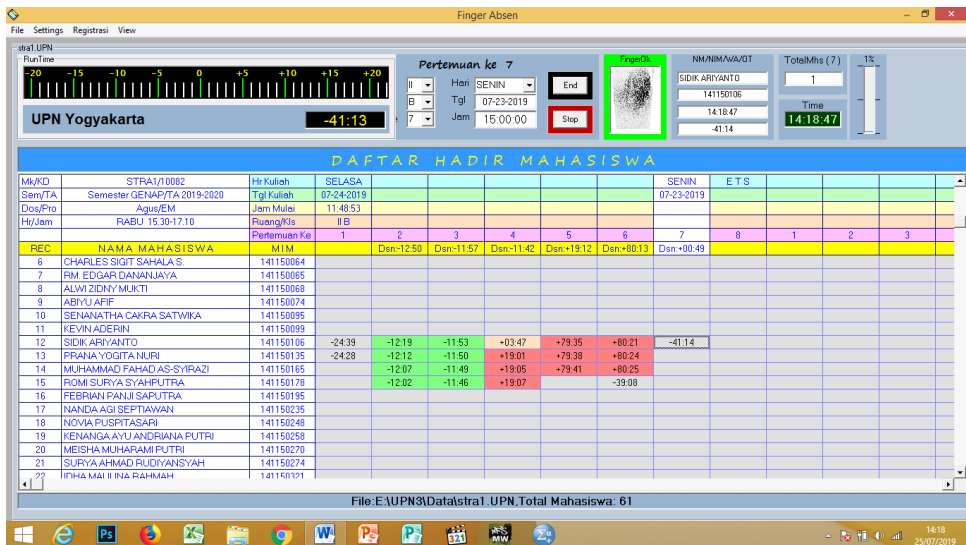 Finger Absen
File Settings Registrasi View
stra1.UPN
RunTime
-20 -15 -10 -5 0 +5 +10 +15 +20
UPN Yogyakarta -41:13
Pertemuan ke 7
II Hari SENIN End
B Tgl 07-23-2019
7 Jam 15:00:00 Stop
FingerOk
NM/NIM/WA/OT
SIDIK ARIYANTO
141150106
14:18:47
-41:14
TotalMhs (7)
1
Time
14:18:47
1%
DAFTAR HADIR MAHASISWA
Mk/KD STRA1/10082 Hr Kuliah SELASA SENIN E T S
Sem/TA Semester GENAP/TA 2019-2020 Tgl Kuliah 07-24-2019 07-23-2019
Dos/Pro Agus/EM Jam Mulai 11:48:53
Hr/Jam RABU 15.30-17.10 Ruang/Kls II B
Pertemuan Ke 1 2 3 4 5 6 7 8 1 2 3
REC NAMA MAHASISWA M I M Dsn:-12:50 Dsn:-11:57 Dsn:-11:42 Dsn:+19:12 Dsn:+80:13 Dsn:+00:49
6 CHARLES SIGIT SAHALA S. 141150064
7 RM. EDGAR DANANJAYA 141150065
8 ALWI ZIDNY MUKTI 141150068
9 ABIYU AFIF 141150074
10 SENANATHA CAKRA SATWIKA 141150095
11 KEVIN ADERIN 141150099
12 SIDIK ARIYANTO 141150106 -24:39 -12:19 -11:53 +03:47 +79:35 +80:21 -41:14
13 PRANA YOGITA NURI 141150135 -24:28 -12:12 -11:50 +19:01 +79:38 +80:24
14 MUHAMMAD FAHAD AS-SYIRAZI 141150165 -12:07 -11:49 +19:05 +79:41 +80:25
15 ROMI SURYA SYAHPUTRA 141150178 -12:02 -11:46 +19:07 -39:08
16 FEBRIAN PANJI SAPUTRA 141150195
17 NANDA AGI SEPTIAWAN 141150235
18 NOVIA PUSPITASARI 141150248
19 KENANGA AYU ANDRIANA PUTRI 141150258
20 MEISHA MUHARAMI PUTRI 141150270
21 SURYA AHMAD RUDIYANSYAH 141150274
22 IDHA MAULINA RAHMAH 141150321
File:E:\UPN3\Data\stra1.UPN,Total Mahasiswa: 61
14:18
25/07/2019